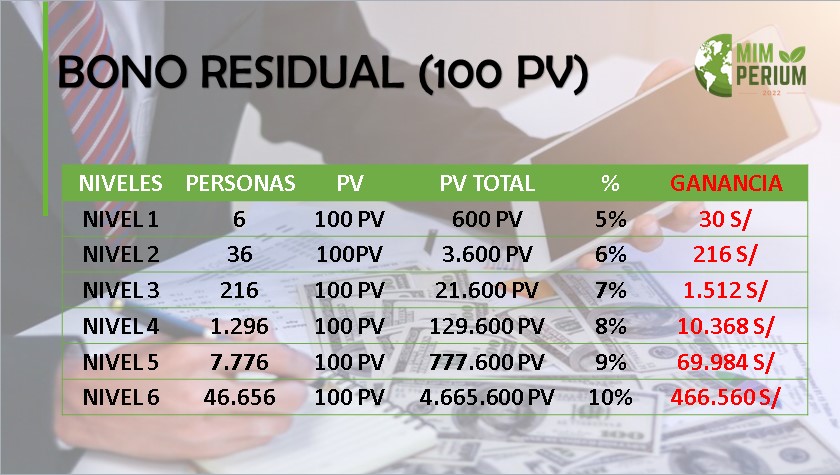 BONO RESIDUAL (100 PV)
MIM
PERIUM
2022
NIVELES PERSONAS PV PV TOTAL % GANANCIA
NIVEL 1 6 100 PV 600 PV 5% 30 S/
NIVEL 2 36 100PV 3.600 PV 6% 216 S/
NIVEL 3 216 100 PV 21.600 PV 7% 1.512 S/
NIVEL 4 1.296 100 PV 129.600 PV 8% 10.368 S/
NIVEL 5 7.776 100 PV 777.600 PV 9% 69.984 S/
NIVEL 6 46.656 100 PV 4.665.600 PV 10% 466.560 S/